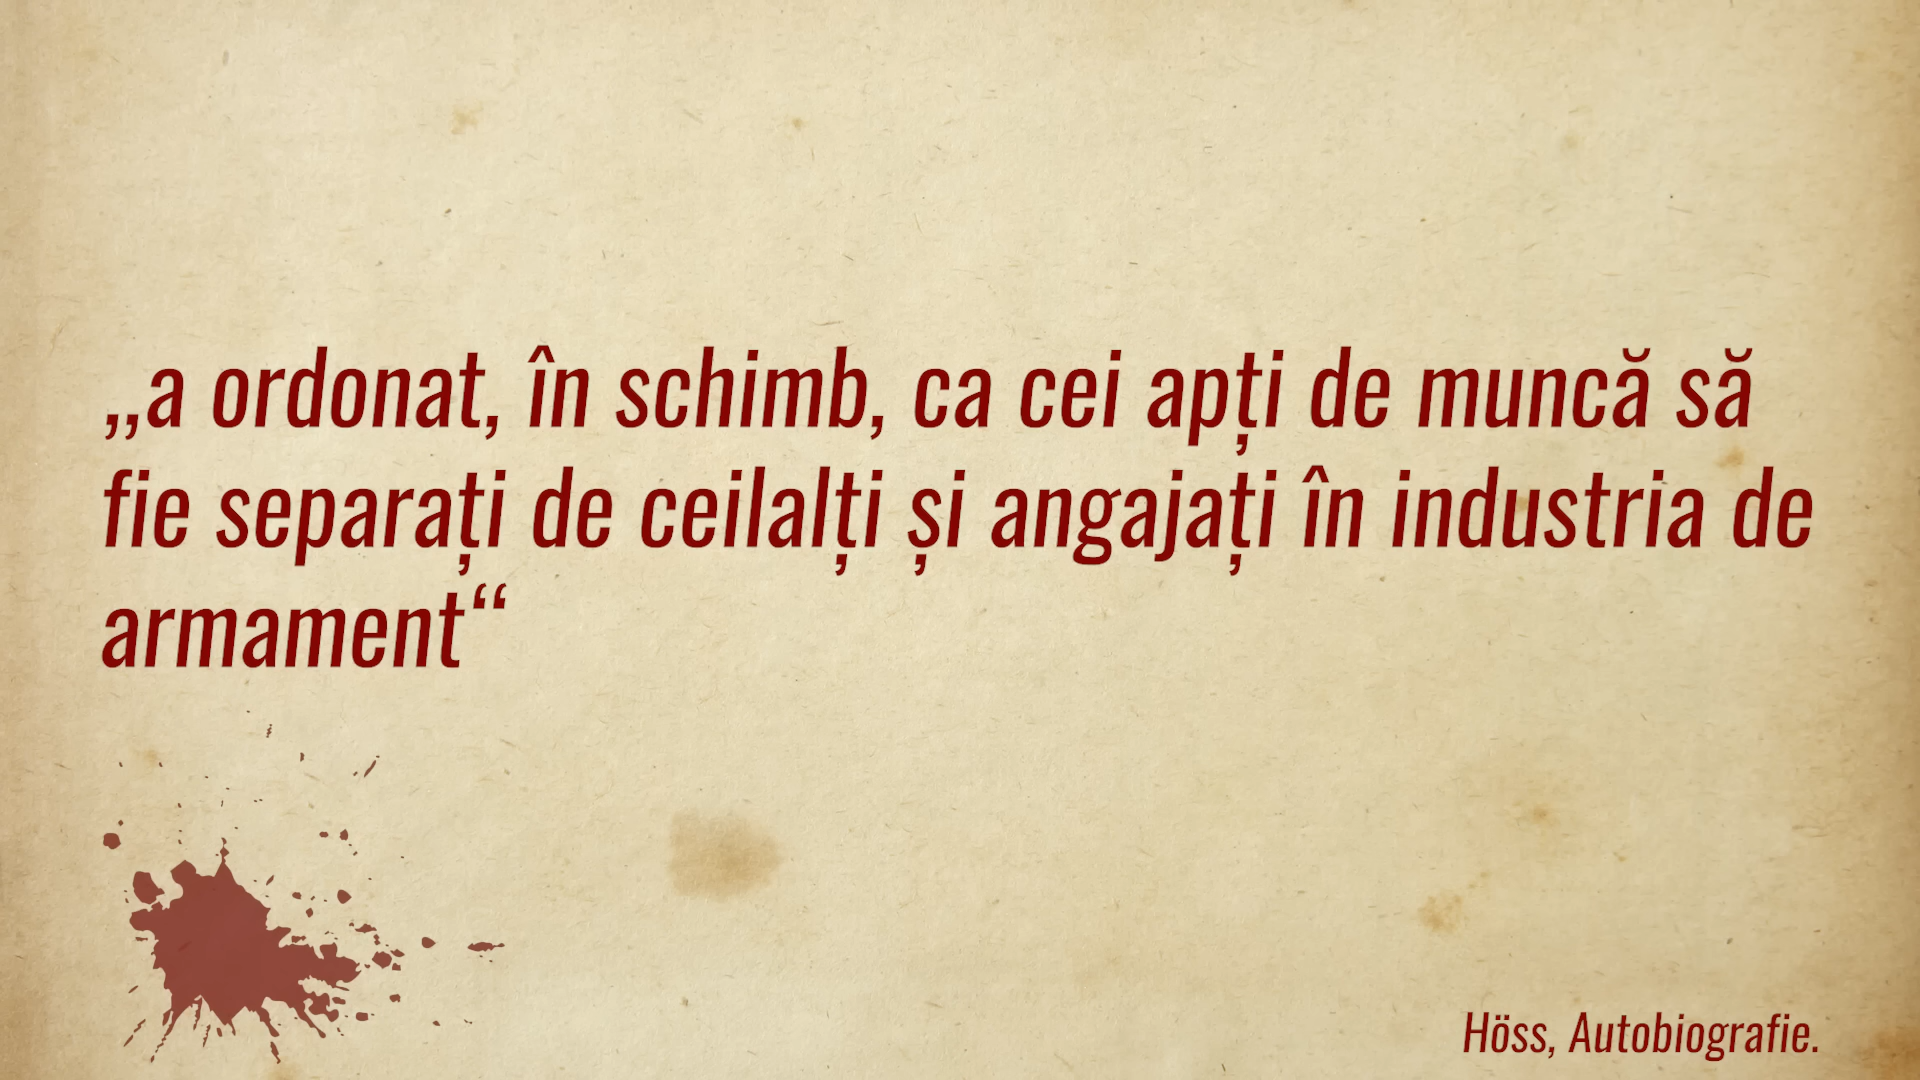 „a ordonat, în schimb, ca cei apți de muncă să
fie separați de ceilalți și angajați în industria de
armament“
Höss, Autobiografie.